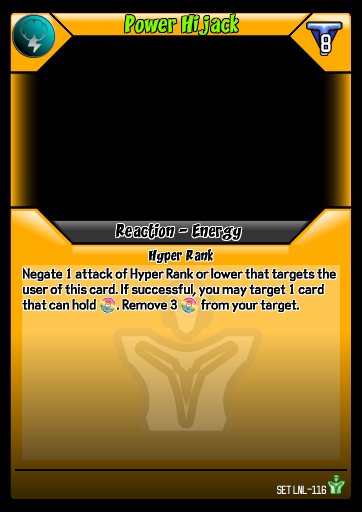 Power Hijack
8
Reaction - Energy
Hyper Rank
Negate 1 attack of Hyper Rank or lower that targets the
user of this card. If successful, you may target 1 card
that can hold . Remove 3 from your target.
SET LNL-116